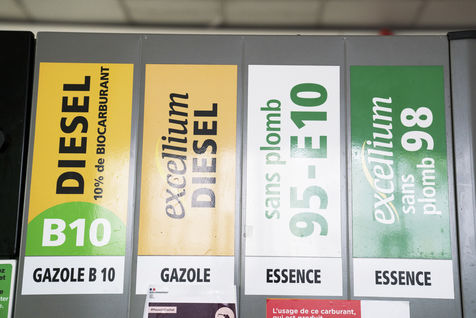 DIESEL
10% de BIOCARBURANT
B10
GAZOLE B 10
excellium
DIESEL
GAZOLE
sans plomb
95-E10
ESSENCE
excellium
sans
plomb 98
ESSENCE
L'usage de ce carburant,